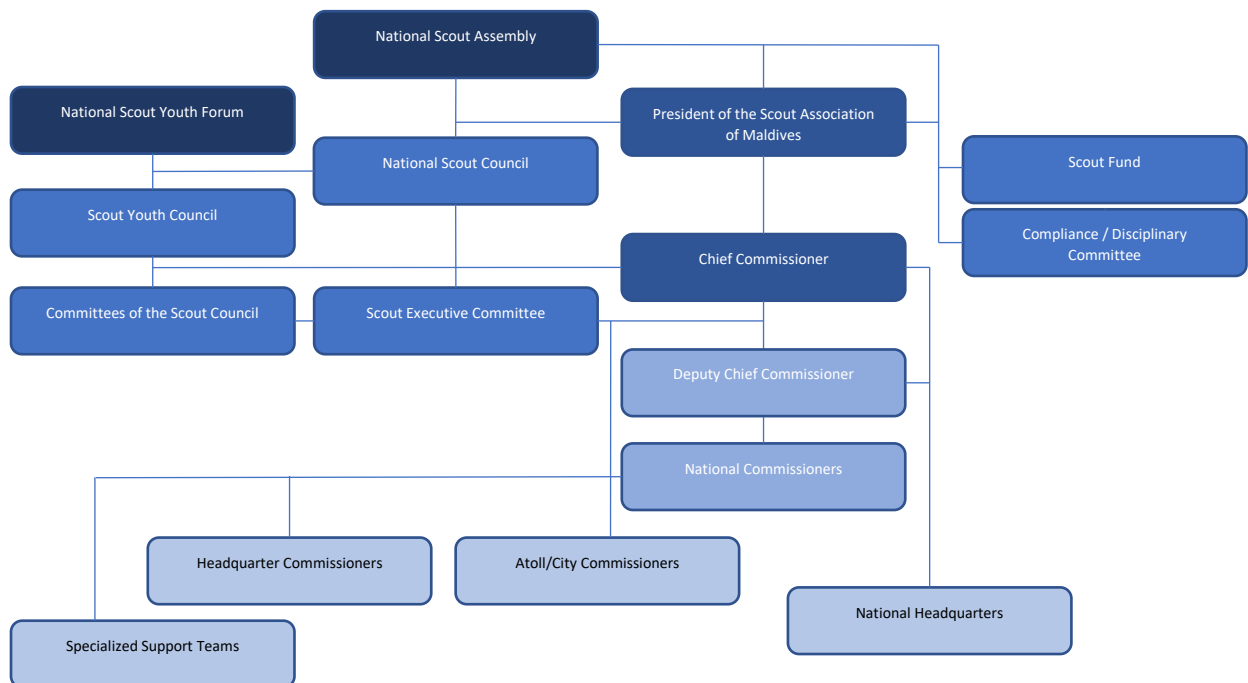 National Scout Assembly
National Scout Youth Forum
President of the Scout Association
of Maldives
National Scout Council
Scout Fund
Scout Youth Council
Compliance / Disciplinary
Committee
Chief Commissioner
Committees of the Scout Council
Scout Executive Committee
Deputy Chief Commissioner
National Commissioners
Headquarter Commissioners
Atoll/City Commissioners
National Headquarters
Specialized Support Teams